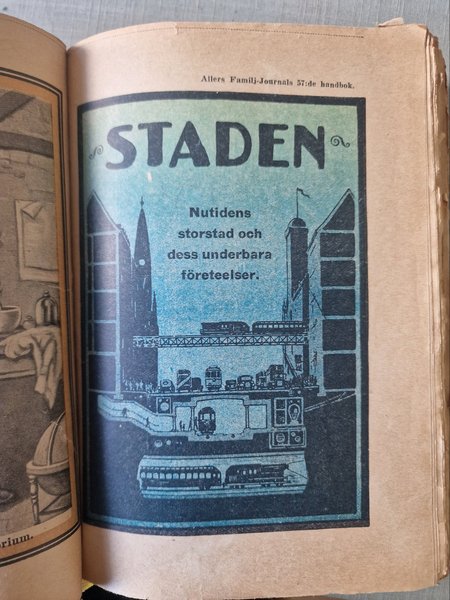 Allers Familj-Journals 57:de handbok.
STADEN
Nutidens
storstad och
dess underbara
företeelser.
rium.